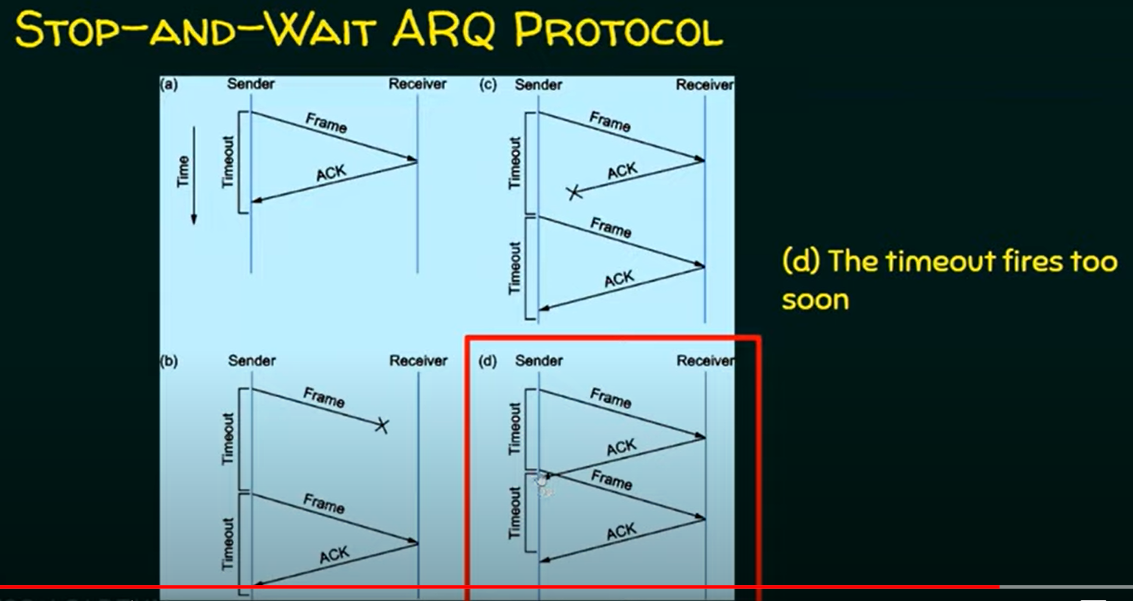 STOP-AND-WAIT ARQ PROTOCOL
(a) Sender Receiver
Time
Timeout
Frame
ACK
(c) Sender Receiver
Timeout
Frame
ACK
Timeout
Frame
ACK
(d) The timeout fires too
soon
(b) Sender Receiver
Timeout
Frame
Timeout
Frame
ACK
(d) Sender Receiver
Timeout
Frame
ACK
Timeout
Frame
ACK